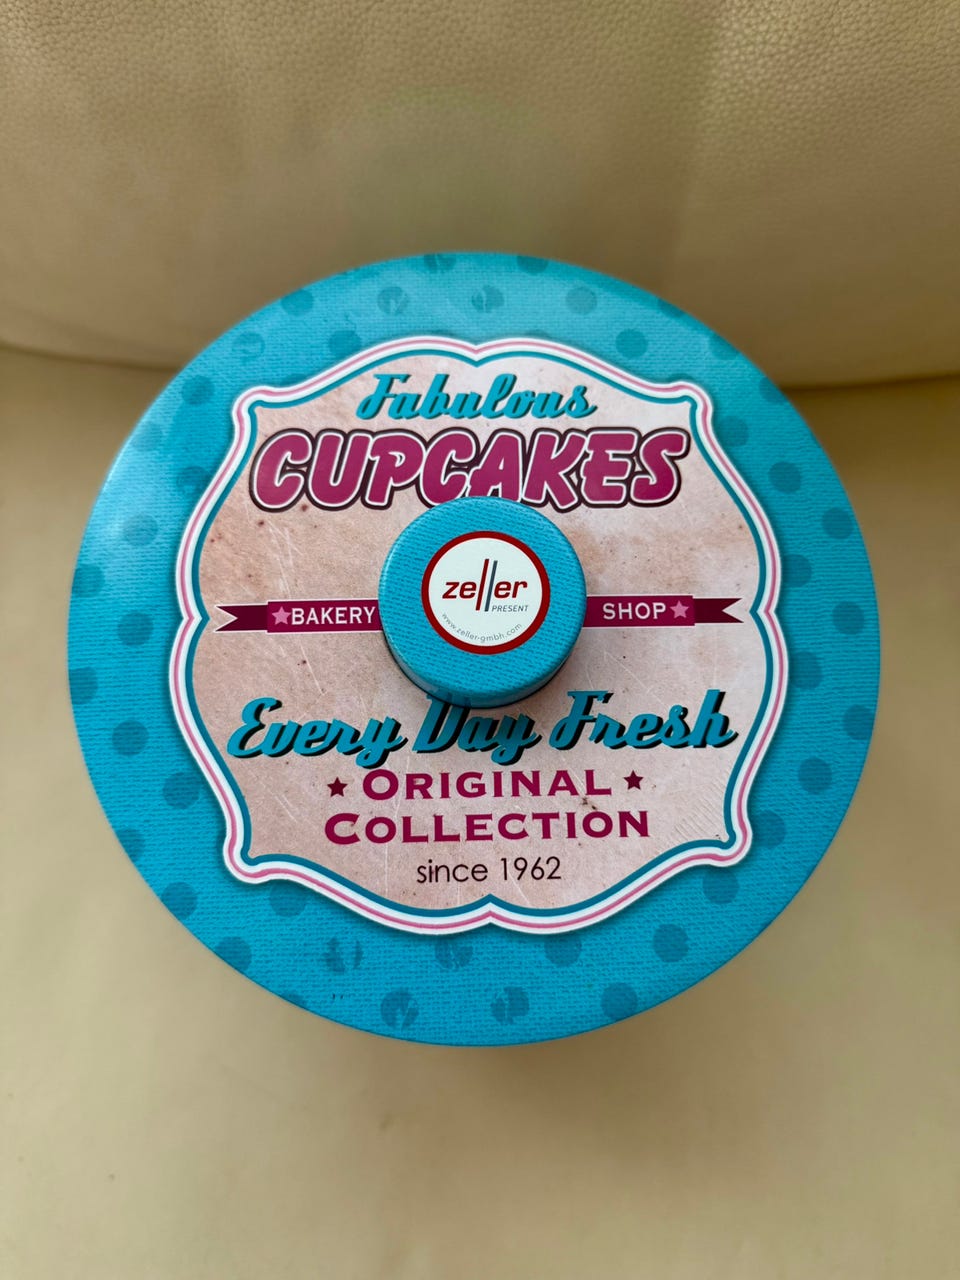 Fabulous
CUPCAKES
zeller
PRESENT
www.zeller-gmbh.com
BAKERY SHOP
Every Day Fresh
ORIGINAL
COLLECTION
since 1962